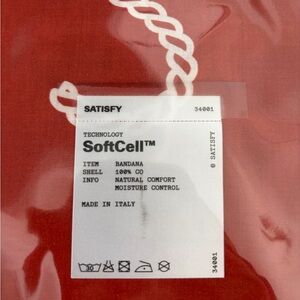 SATISFY 34001
TECHNOLOGY
SoftCell™
ITEM BANDANA
SHELL 100% CO
INFO NATURAL COMFORT
MOISTURE CONTROL
MADE IN ITALY
© SATISFY
34001